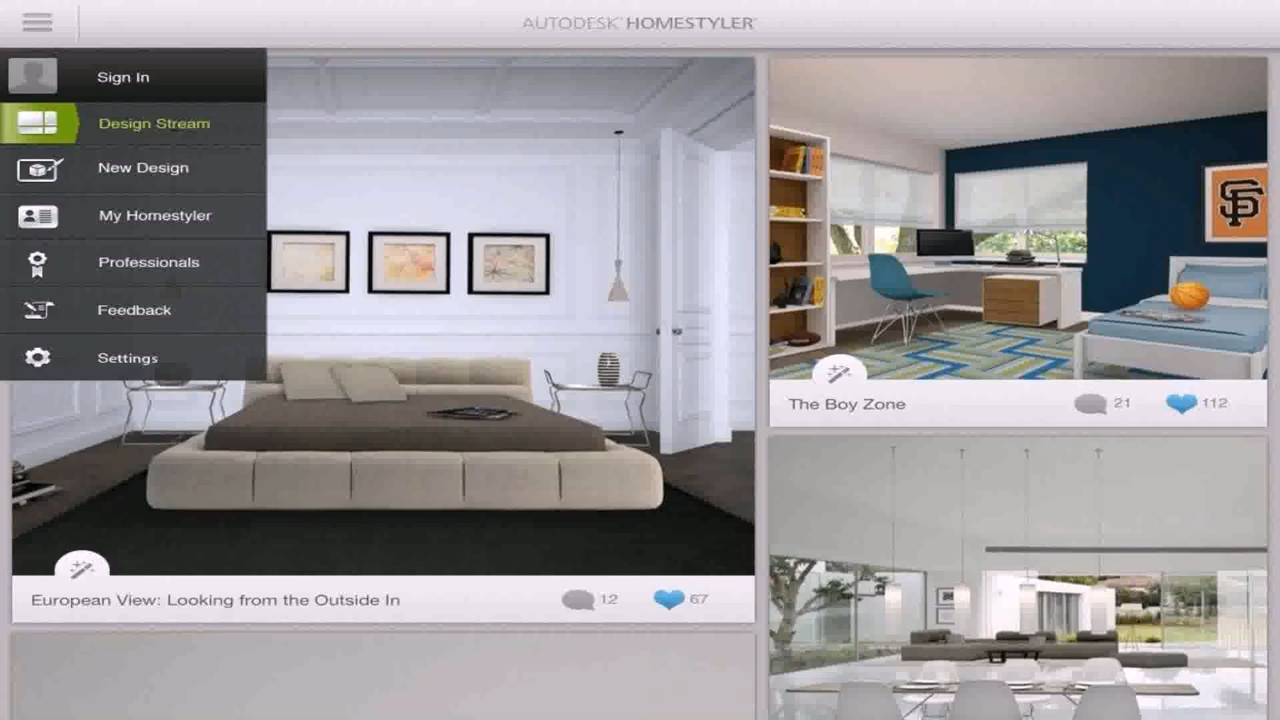 AUTODESK HOMESTYLER
Sign In
Design Stream
New Design
My Homestyler
Professionals
Feedback
Settings
SF
The Boy Zone
21
112
European View: Looking from the Outside In
12
67